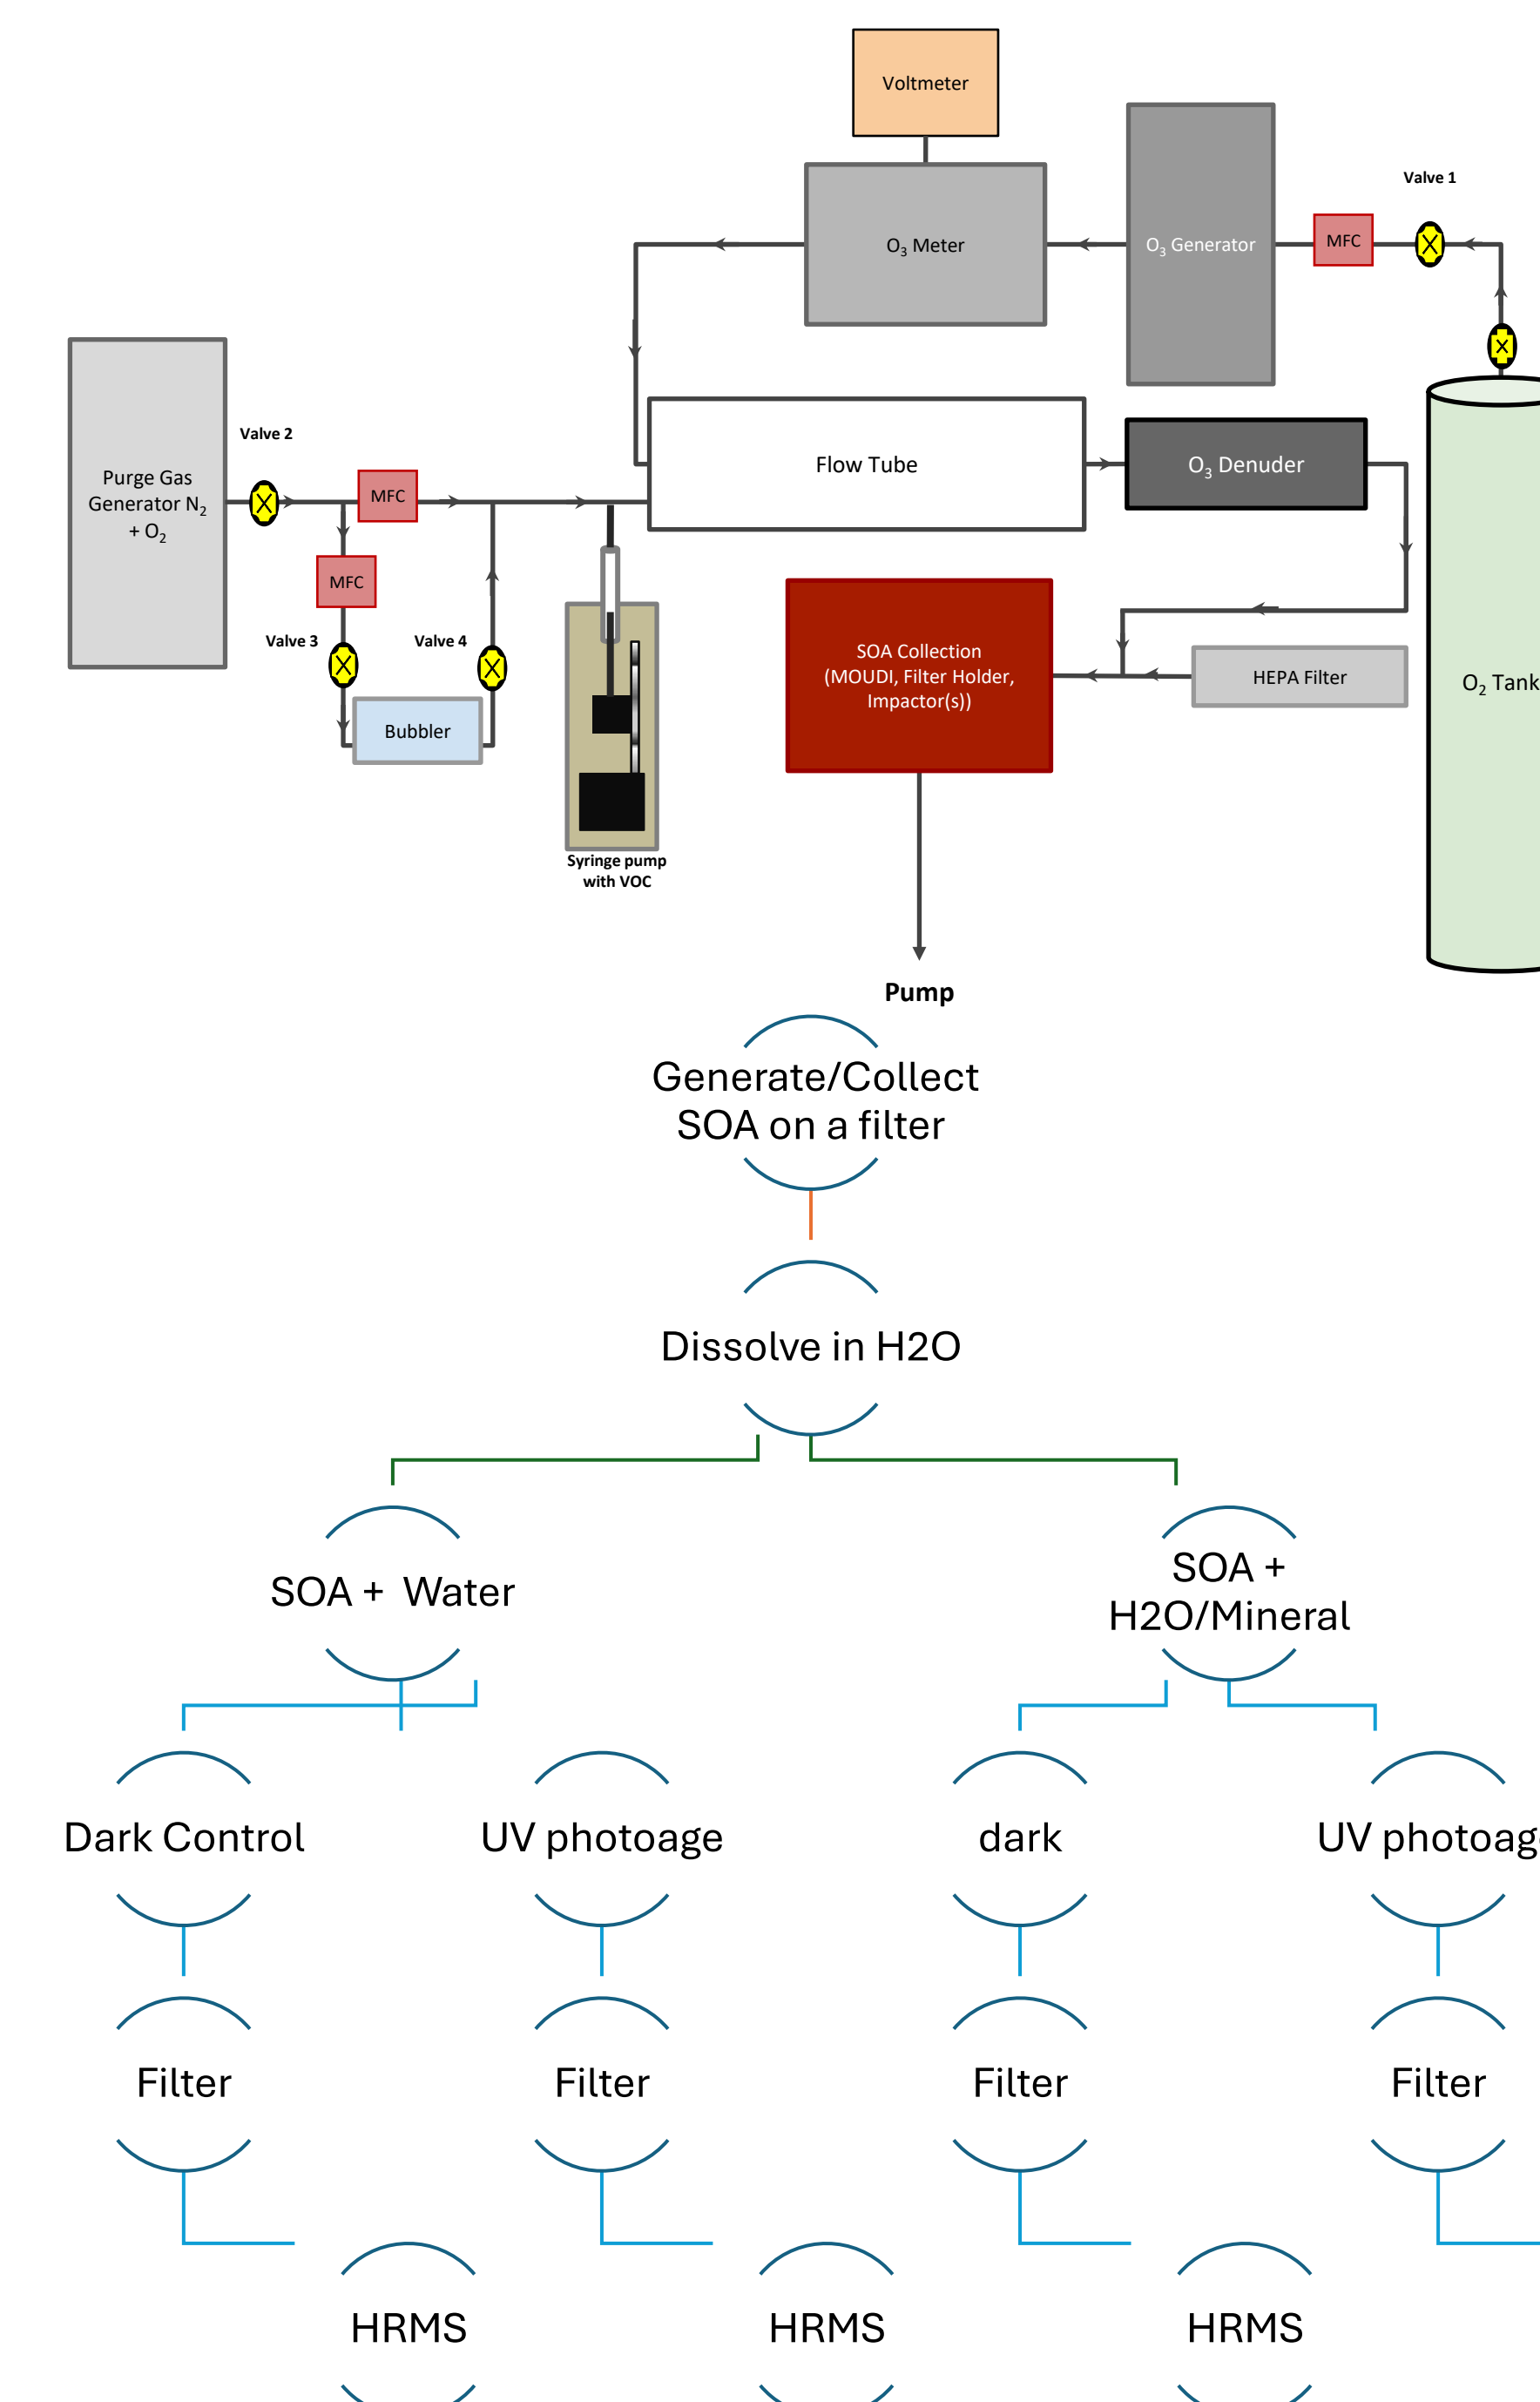 Voltmeter
Valve 1
O3 Meter
O3 Generator
MFC
Valve 2
Purge Gas
Generator N2
+ O2
MFC
Flow Tube
O3 Denuder
MFC
Valve 3
Valve 4
SOA Collection
(MOUDI, Filter Holder,
Impactor(s))
HEPA Filter
O2 Tank
Bubbler
Syringe pump
with VOC
Pump
Generate/Collect
SOA on a filter
Dissolve in H2O
SOA + Water
SOA +
H2O/Mineral
Dark Control
UV photoage
dark
UV photoag
Filter
Filter
Filter
Filter
HRMS
HRMS
HRMS